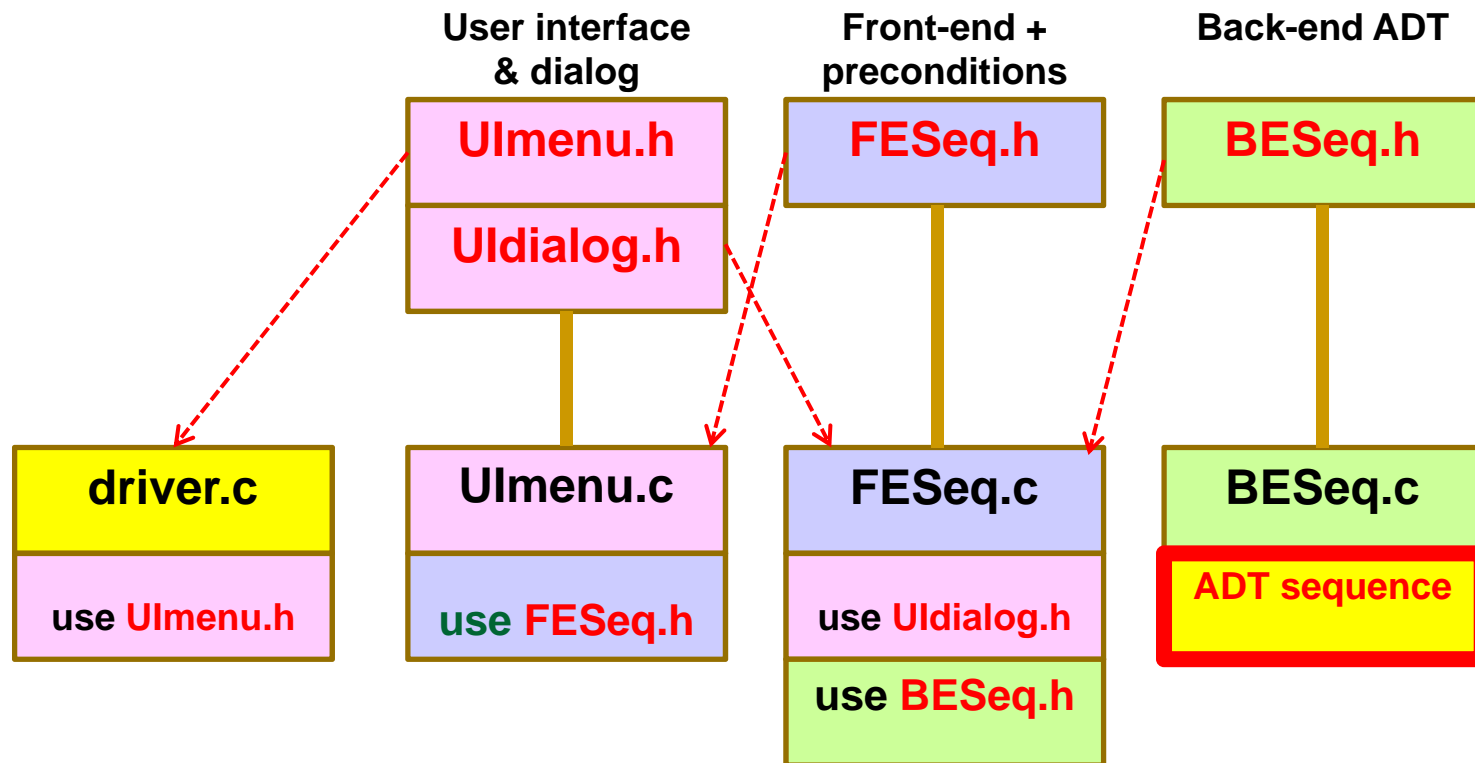 User interface
& dialog
Front-end +
preconditions
Back-end ADT
UImenu.h
FESeq.h
BESeq.h
UIdialog.h
driver.c
UImenu.c
FESeq.c
BESeq.c
use UImenu.h
use FESeq.h
use UIdialog.h
ADT sequence
use BESeq.h